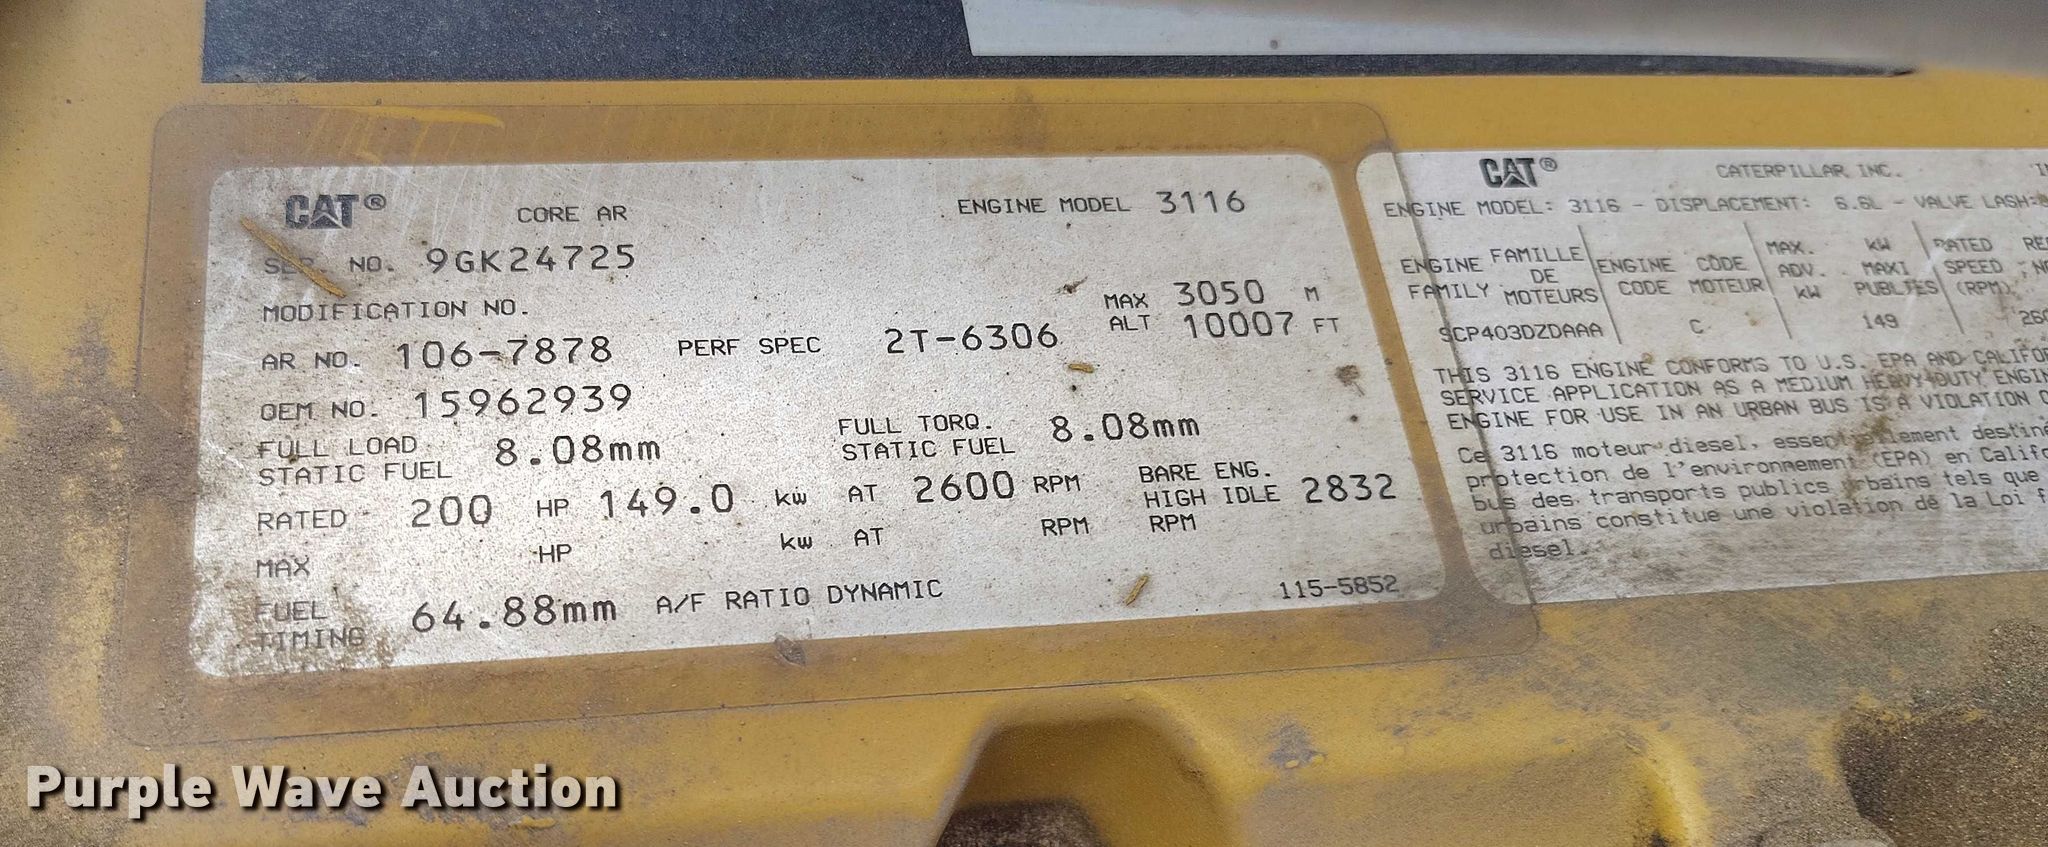 CAT® CORE AR ENGINE MODEL 3116
SER. NO. 9GK24725
MODIFICATION NO.
MAX ALT 3050 M
10007 FT
AR NO. 106-7878 PERF SPEC 2T-6306
OEM NO. 15962939
FULL LOAD STATIC FUEL 8.08mm FULL TORQ. STATIC FUEL 8.08mm
RATED 200 HP 149.0 kW AT 2600 RPM BARE ENG. HIGH IDLE RPM 2832
MAX HP kW AT RPM
FUEL TIMING 64.88mm A/F RATIO DYNAMIC 115-5852
CAT® CATERPILLAR INC.
ENGINE MODEL: 3116 - DISPLACEMENT: 6.6L - VALVE LASH:
ENGINE FAMILY FAMILLE DE MOTEURS ENGINE CODE CODE MOTEUR MAX. ADV. kW kW MAXI PUBLIES RATED SPEED (RPM)
SCP403DZDAAA C 149
THIS 3116 ENGINE CONFORMS TO U.S. EPA AND
SERVICE APPLICATION AS A MEDIUM HEAVY-DUTY
ENGINE FOR USE IN AN URBAN BUS IS A VIOLATION
Ce 3116 moteur diesel, essentiellement
protection de l'environnement (EPA) en
bus des transports publics urbains tels que
urbains constitue une violation de la Loi
diesel.
Purple Wave Auction